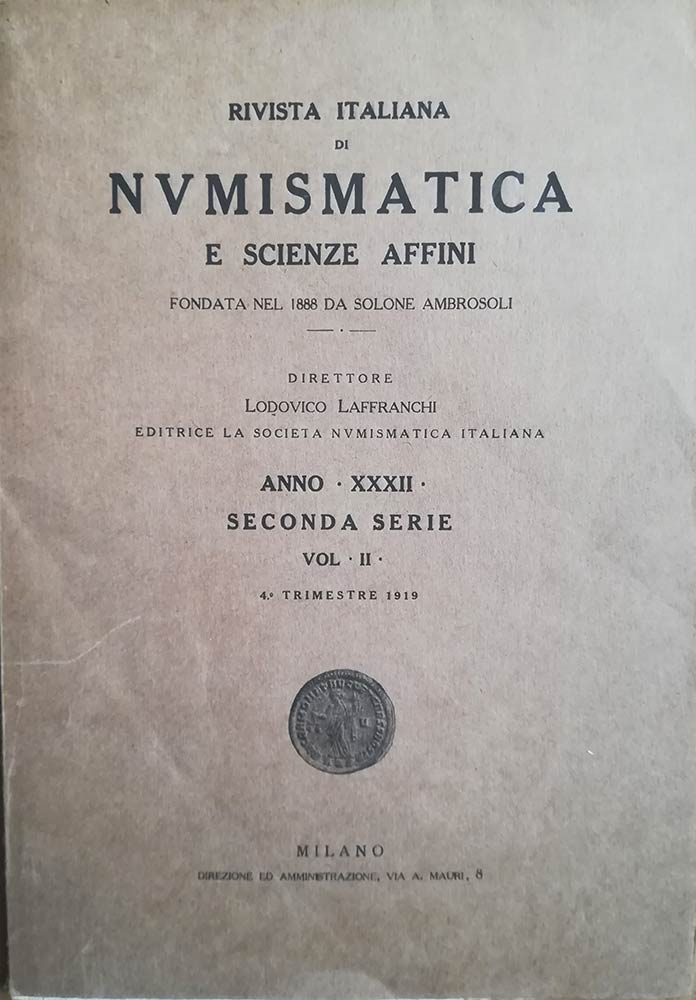 RIVISTA ITALIANA
DI
NVMISMATICA
E SCIENZE AFFINI
FONDATA NEL 1888 DA SOLONE AMBROSOLI
DIRETTORE
LODOVICO LAFFRANCHI
EDITRICE LA SOCIETA NVMISMATICA ITALIANA
ANNO · XXXII ·
SECONDA SERIE
VOL · II ·
4.º TRIMESTRE 1919
MILANO
DIREZIONE ED AMMINISTRAZIONE, VIA A. MAURI, 8